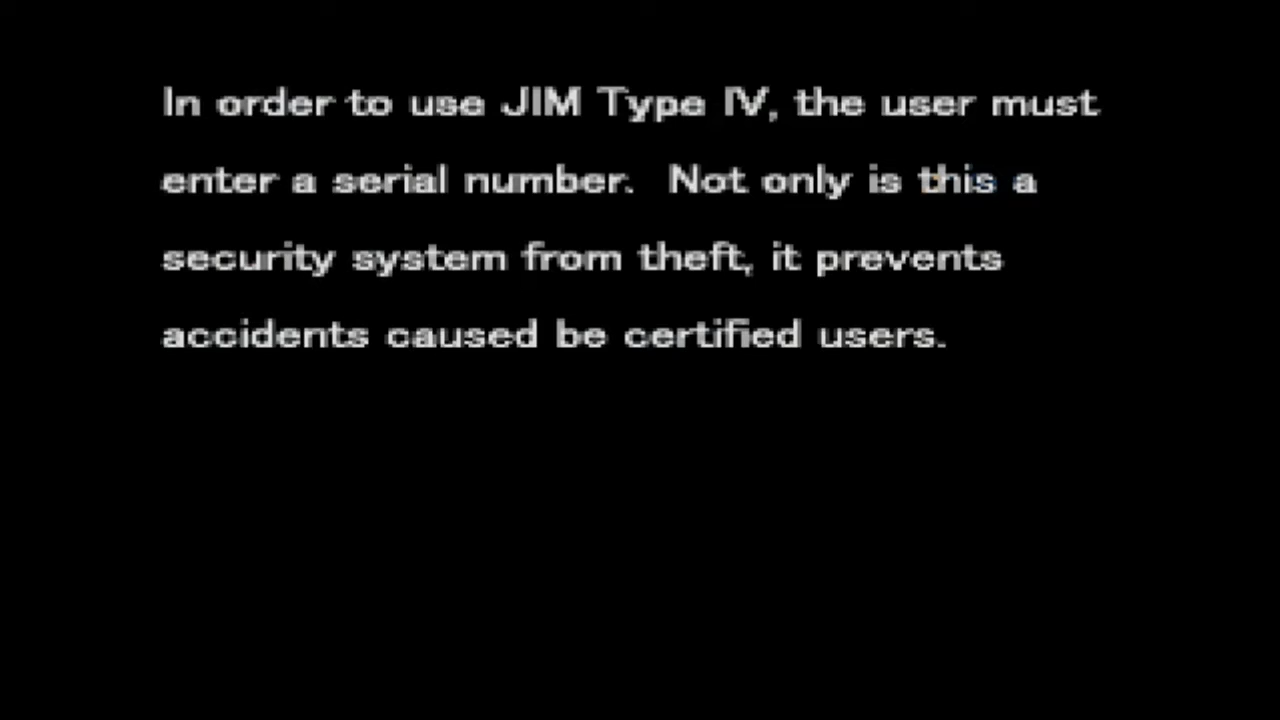 In order to use JIM Type IV, the user must
enter a serial number.  Not only is this a
security system from theft, it prevents
accidents caused be certified users.